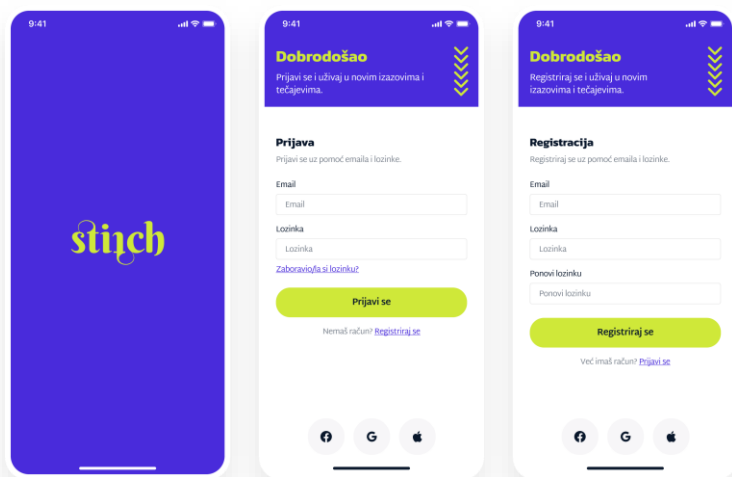 9:41
stitch
9:41
Dobrodošao
Prijavi se i uživaj u novim izazovima i
tečajevima.
Prijava
Prijavi se uz pomoć emaila i lozinke.
Email
Email
Lozinka
Lozinka
Zaboravio/la si lozinku?
Prijavi se
Nemaš račun? Registriraj se
9:41
Dobrodošao
Registriraj se i uživaj u novim
izazovima i tečajevima.
Registracija
Registriraj se uz pomoć emaila i lozinke.
Email
Email
Lozinka
Lozinka
Ponovi lozinku
Ponovi lozinku
Registriraj se
Već imaš račun? Prijavi se